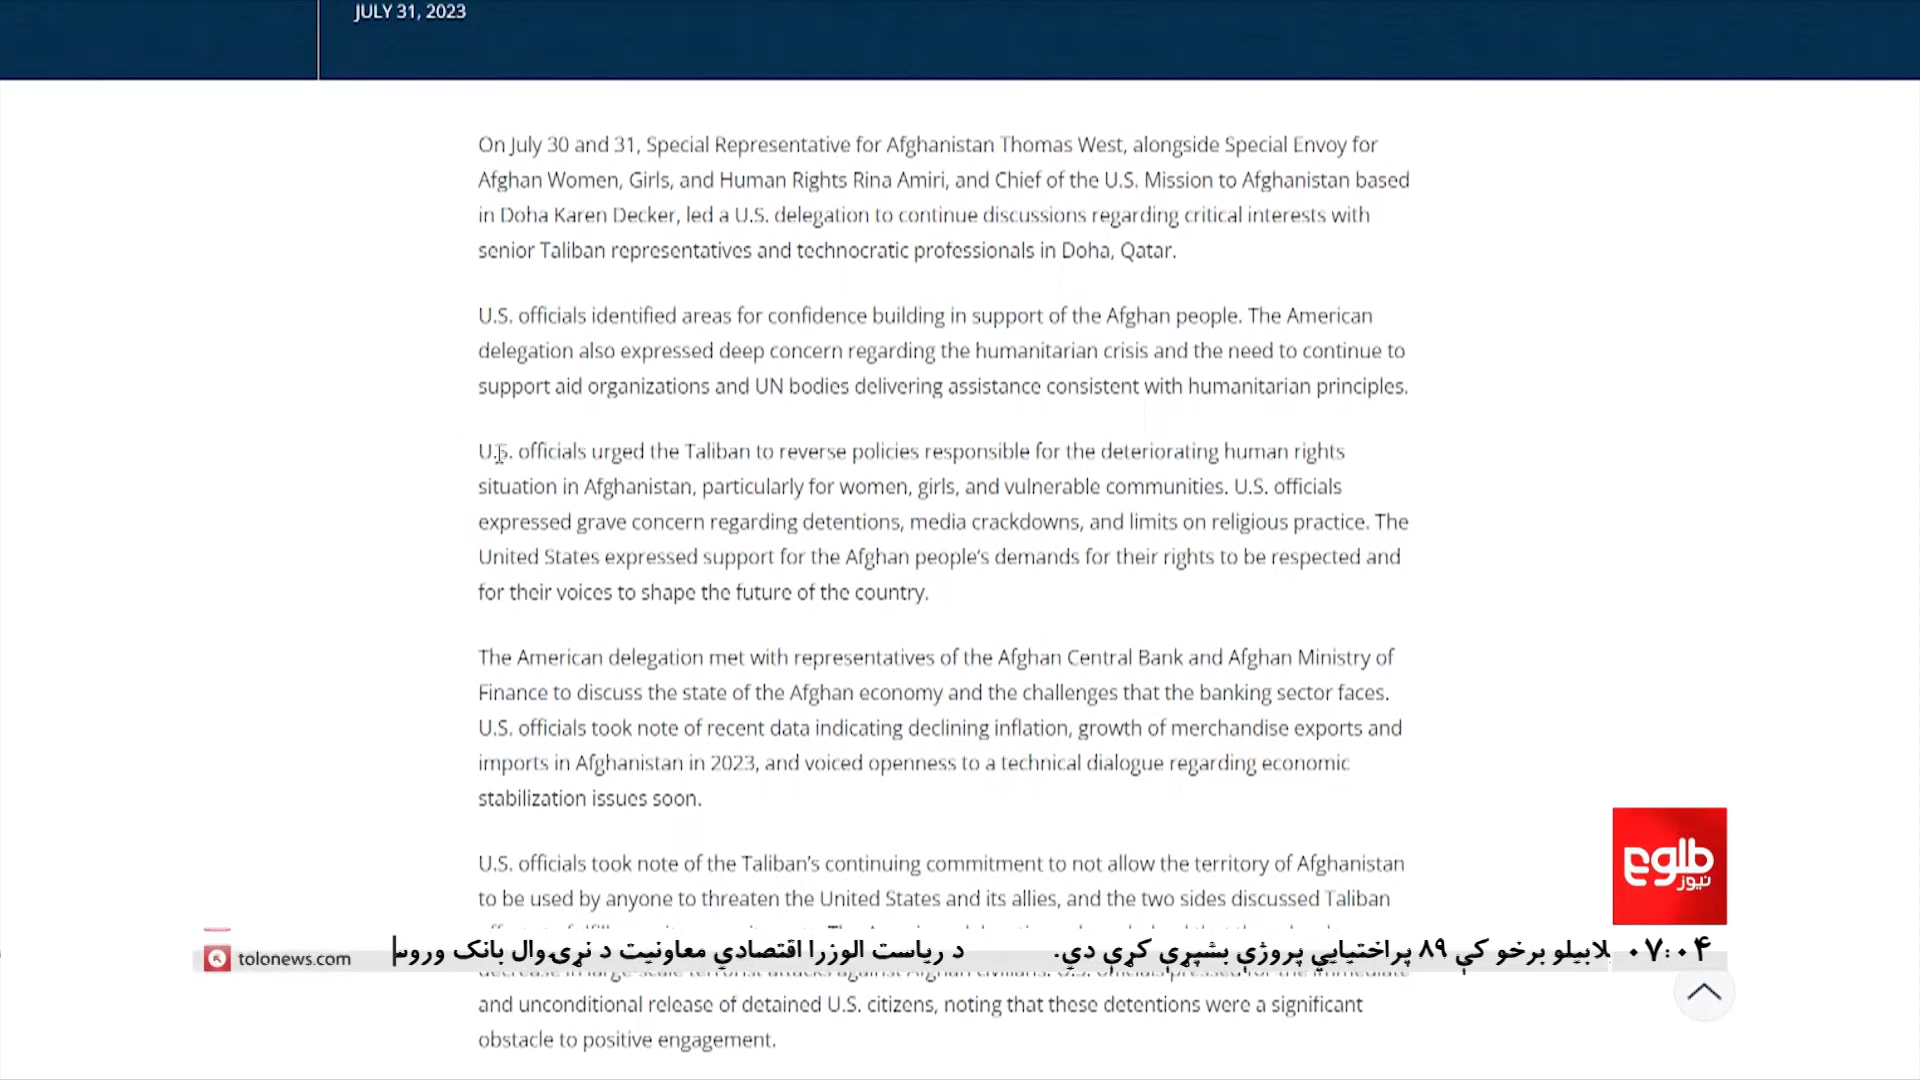 JULY 31, 2023
On July 30 and 31, Special Representative for Afghanistan Thomas West, alongside Special Envoy for
Afghan Women, Girls, and Human Rights Rina Amiri, and Chief of the U.S. Mission to Afghanistan based
in Doha Karen Decker, led a U.S. delegation to continue discussions regarding critical interests with
senior Taliban representatives and technocratic professionals in Doha, Qatar.
U.S. officials identified areas for confidence building in support of the Afghan people. The American
delegation also expressed deep concern regarding the humanitarian crisis and the need to continue to
support aid organizations and UN bodies delivering assistance consistent with humanitarian principles.
U.S. officials urged the Taliban to reverse policies responsible for the deteriorating human rights
situation in Afghanistan, particularly for women, girls, and vulnerable communities. U.S. officials
expressed grave concern regarding detentions, media crackdowns, and limits on religious practice. The
United States expressed support for the Afghan people's demands for their rights to be respected and
for their voices to shape the future of the country.
The American delegation met with representatives of the Afghan Central Bank and Afghan Ministry of
Finance to discuss the state of the Afghan economy and the challenges that the banking sector faces.
U.S. officials took note of recent data indicating declining inflation, growth of merchandise exports and
imports in Afghanistan in 2023, and voiced openness to a technical dialogue regarding economic
stabilization issues soon.
U.S. officials took note of the Taliban's continuing commitment to not allow the territory of Afghanistan
to be used by anyone to threaten the United States and its allies, and the two sides discussed Taliban
طلوع
نیوز
tolonews.com
لابېلو برخو کې ۸۹ پراختیايي پروژې بشپړې کړې دي. د ریاست الوزرا اقتصادي معاونیت د نړۍوال بانک وروس
۰۷:۰۴
and unconditional release of detained U.S. citizens, noting that these detentions were a significant
obstacle to positive engagement.